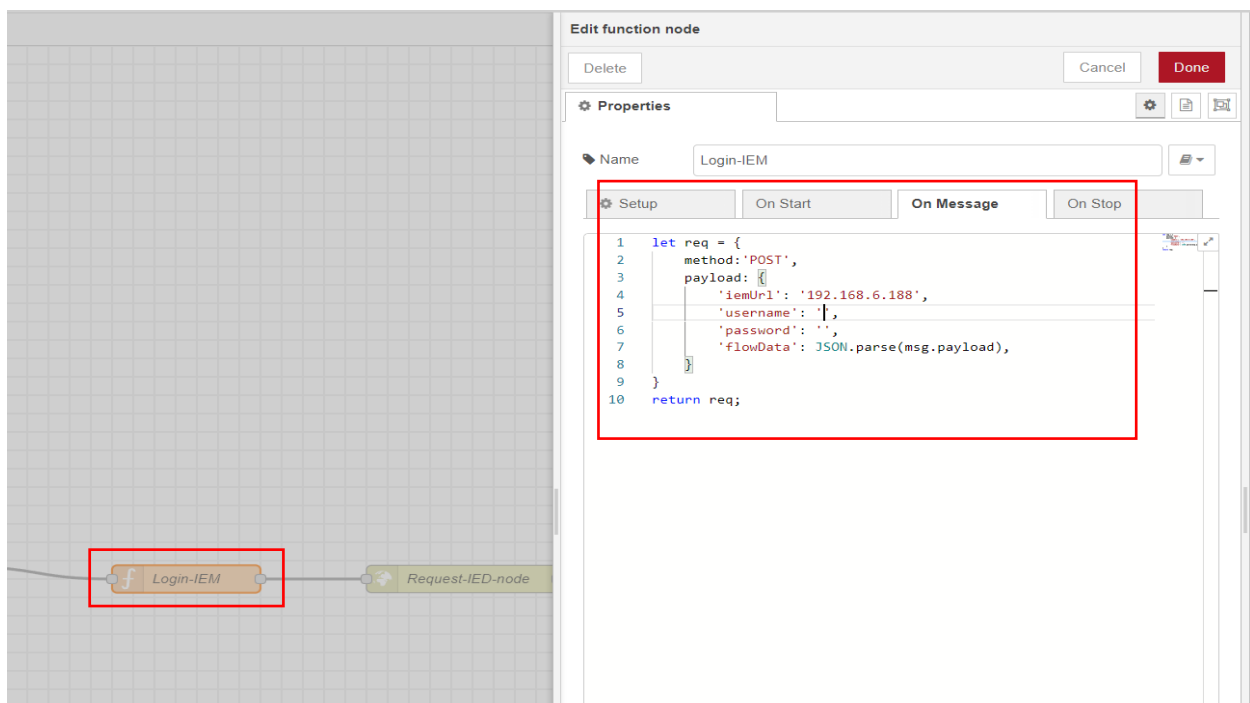 Edit function node
Delete
Cancel
Done
Properties
Name
Login-IEM
Setup
On Start
On Message
On Stop
1 let req = {
2 method:'POST',
3 payload: {
4 'iemUrl': '192.168.6.188',
5 'username': '',
6 'password': '',
7 'flowData': JSON.parse(msg.payload),
8 }
9 }
10 return req;
Login-IEM
Request-IED-node